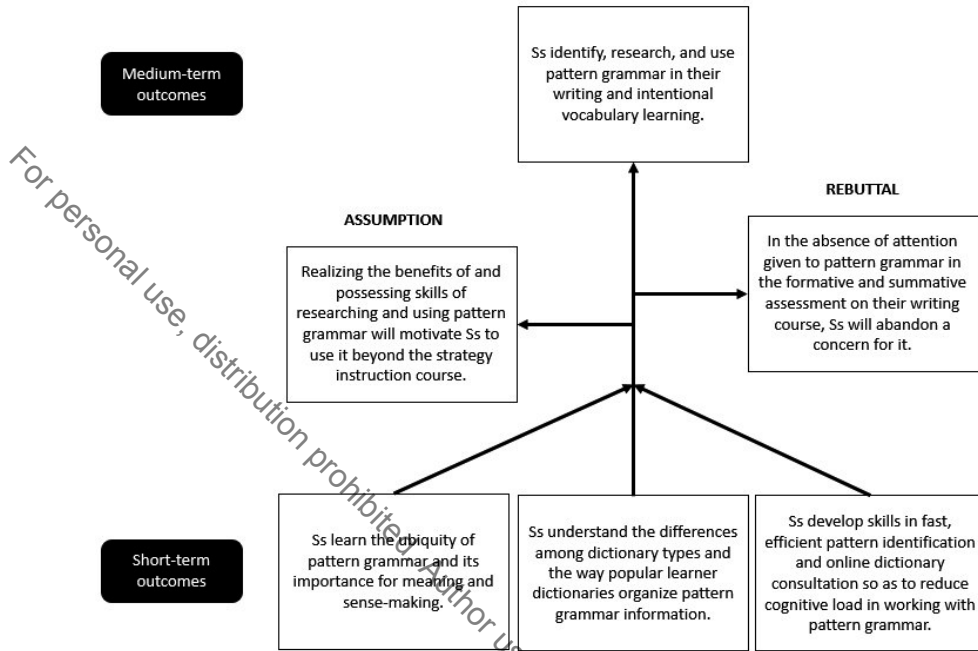 Medium-term
outcomes
Ss identify, research, and use
pattern grammar in their
writing and intentional
vocabulary learning.
ASSUMPTION
Realizing the benefits of and
possessing skills of
researching and using pattern
grammar will motivate Ss to
use it beyond the strategy
instruction course.
REBUTTAL
In the absence of attention
given to pattern grammar in
the formative and summative
assessment on their writing
course, Ss will abandon a
concern for it.
Short-term
outcomes
Ss learn the ubiquity of
pattern grammar and its
importance for meaning and
sense-making.
Ss understand the differences
among dictionary types and
the way popular learner
dictionaries organize pattern
grammar information.
Ss develop skills in fast,
efficient pattern identification
and online dictionary
consultation so as to reduce
cognitive load in working with
pattern grammar.
For personal use, distribution prohibited. Author